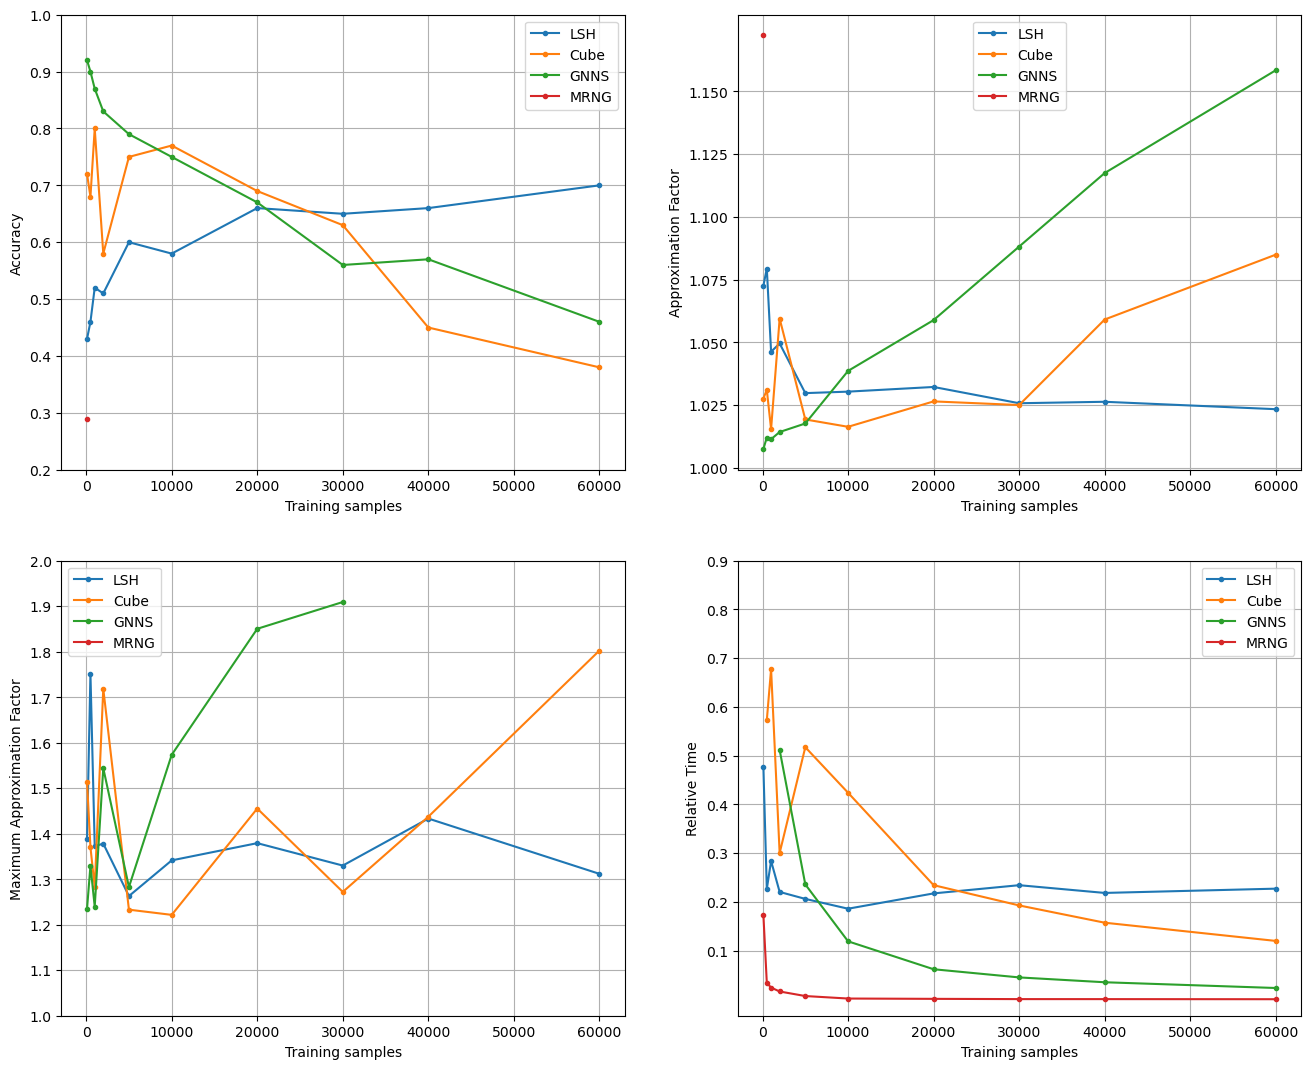 1.0
0.9
0.8
0.7
0.6
0.5
0.4
0.3
0.2
Accuracy
0 10000 20000 30000 40000 50000 60000
Training samples
LSH
Cube
GNNS
MRNG
1.150
1.125
1.100
1.075
1.050
1.025
1.000
Approximation Factor
0 10000 20000 30000 40000 50000 60000
Training samples
LSH
Cube
GNNS
MRNG
2.0
1.9
1.8
1.7
1.6
1.5
1.4
1.3
1.2
1.1
1.0
Maximum Approximation Factor
0 10000 20000 30000 40000 50000 60000
Training samples
LSH
Cube
GNNS
MRNG
0.9
0.8
0.7
0.6
0.5
0.4
0.3
0.2
0.1
Relative Time
0 10000 20000 30000 40000 50000 60000
Training samples
LSH
Cube
GNNS
MRNG